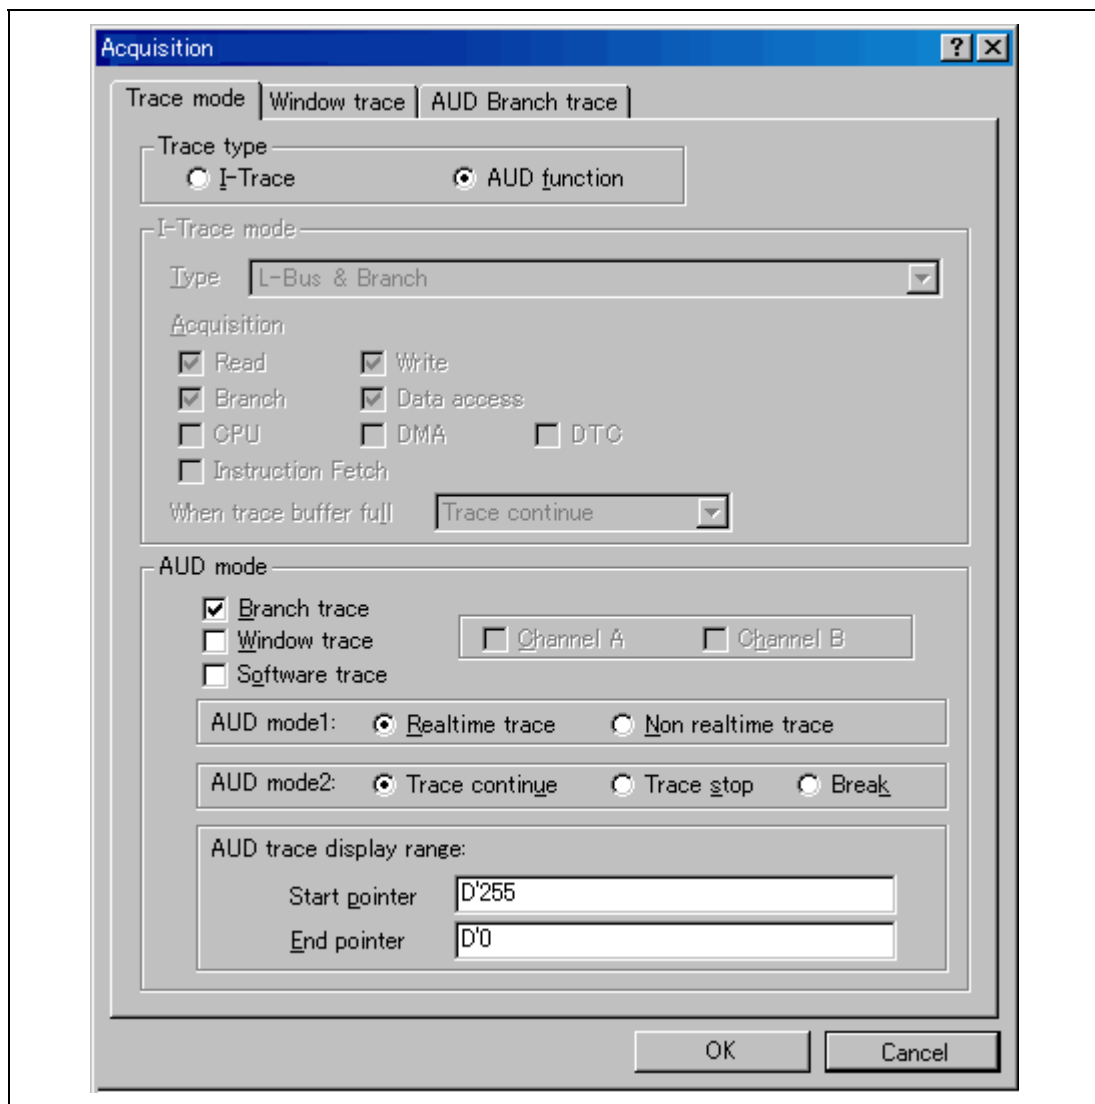 Acquisition
Trace mode Window trace AUD Branch trace
Trace type
I-Trace AUD function
I-Trace mode
Type L-Bus & Branch
Acquisition
Read Write
Branch Data access
CPU DMA DTC
Instruction Fetch
When trace buffer full Trace continue
AUD mode
Branch trace
Window trace Channel A Channel B
Software trace
AUD mode1: Realtime trace Non realtime trace
AUD mode2: Trace continue Trace stop Break
AUD trace display range:
Start pointer D'255
End pointer D'0
OK Cancel